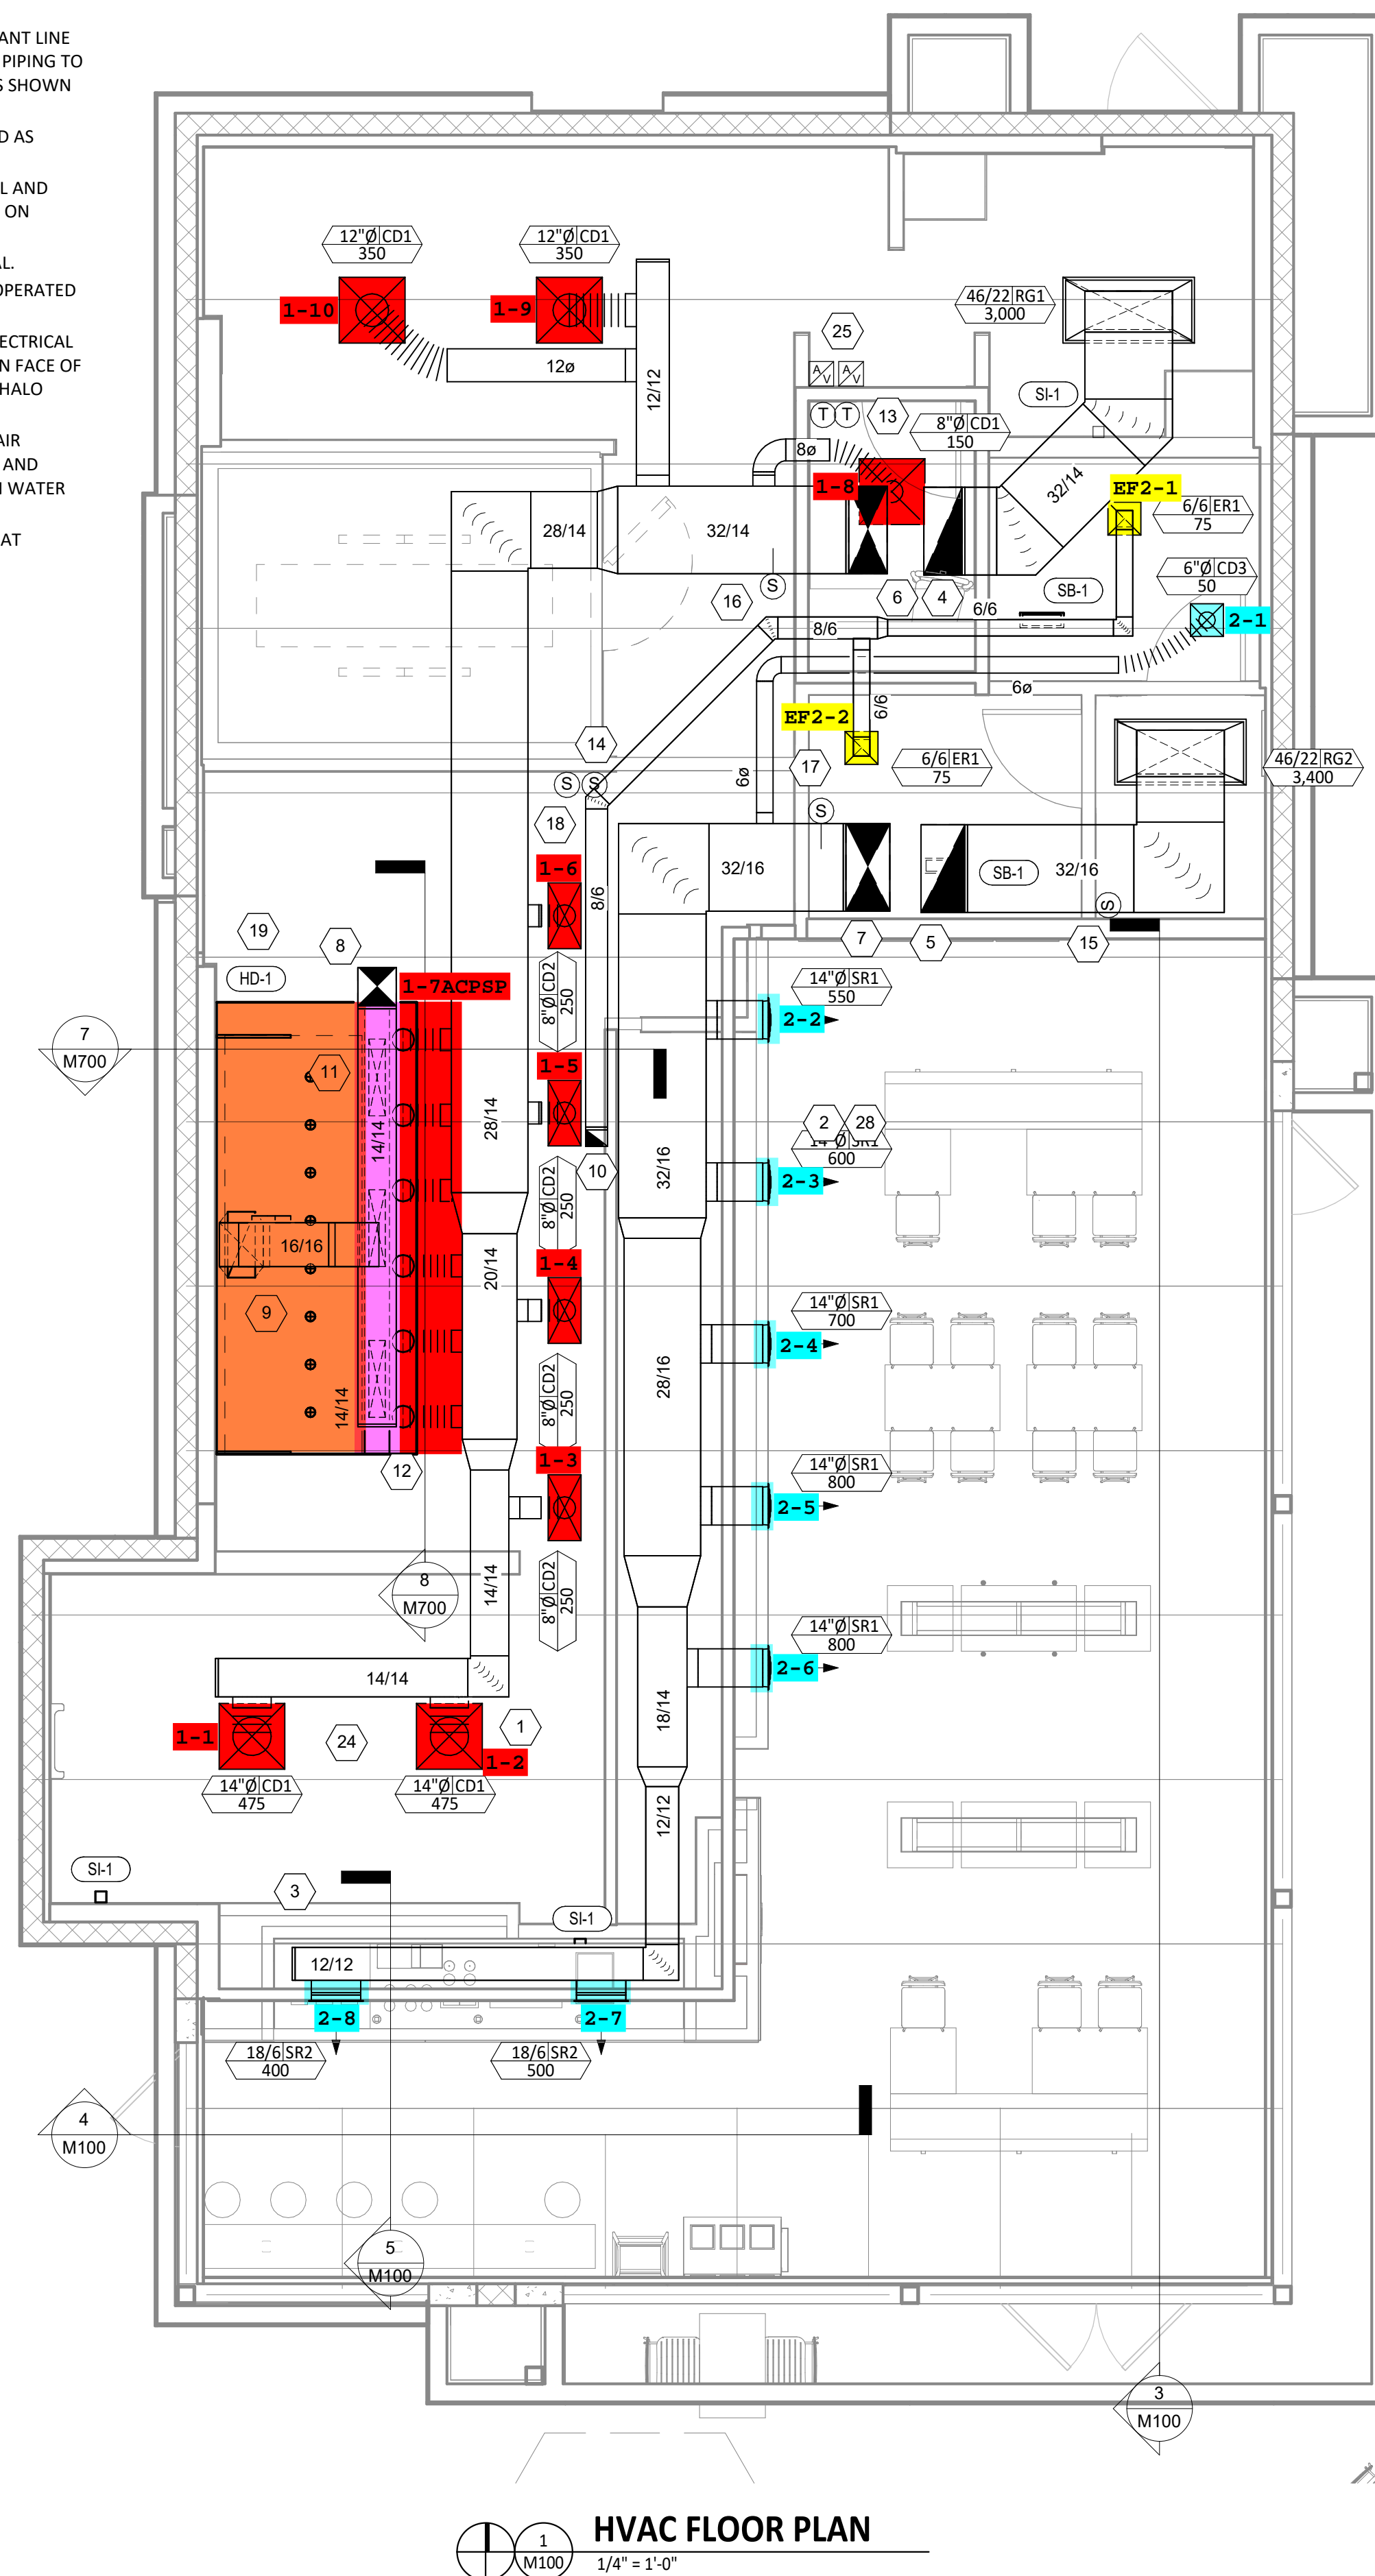 ANT LINE
PIPING TO
S SHOWN
D AS
L AND
ON
AL.
OPERATED
ECTRICAL
N FACE OF
HALO
AIR
AND
WATER
AT
12"Ø CD1
350
12"Ø CD1
350
1-10
1-9
12ø
12/12
46/22 RG1
3,000
25
A/V
A/V
SI-1
T T
13
8"Ø CD1
150
8ø
1-8
32/14
EF2-1
6/6 ER1
75
28/14
32/14
S
16
6
4
SB-1
6"Ø CD3
50
6/6
8/6
2-1
6ø
EF2-2
6/6
14
17
6/6 ER1
75
46/22 RG2
3,400
S S
6ø
18
S
1-6
8/6
32/16
SB-1
32/16
S
19
8
7
5
15
HD-1
1-7ACPSP
8"Ø CD2
250
14"Ø SR1
550
2-2
7
M700
11
1-5
14/14
28/14
2 28
14"Ø SR1
600
10
32/16
2-3
8"Ø CD2
250
16/16
20/14
1-4
9
14"Ø SR1
700
2-4
28/16
8"Ø CD2
250
14/14
12
1-3
14"Ø SR1
800
2-5
8
M700
14/14
8"Ø CD2
250
14"Ø SR1
800
2-6
14/14
18/14
1-1
24
1
1-2
14"Ø CD1
475
14"Ø CD1
475
12/12
SI-1
3
SI-1
12/12
2-8
2-7
18/6 SR2
400
18/6 SR2
500
4
M100
5
M100
3
M100
1
M100
HVAC FLOOR PLAN
1/4" = 1'-0"